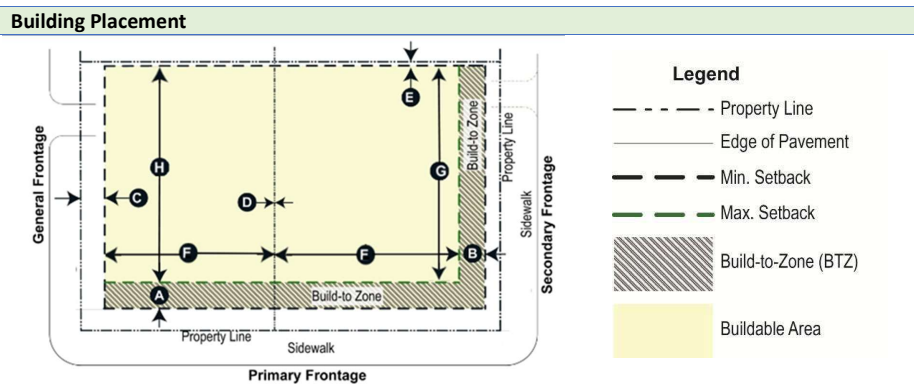 Building Placement
E
Build-to Zone
Property Line
General Frontage
H
G
C
D
Sidewalk
Secondary Frontage
F
F
B
A
Build-to Zone
Property Line
Sidewalk
Primary Frontage
Legend
Property Line
Edge of Pavement
Min. Setback
Max. Setback
Build-to-Zone (BTZ)
Buildable Area